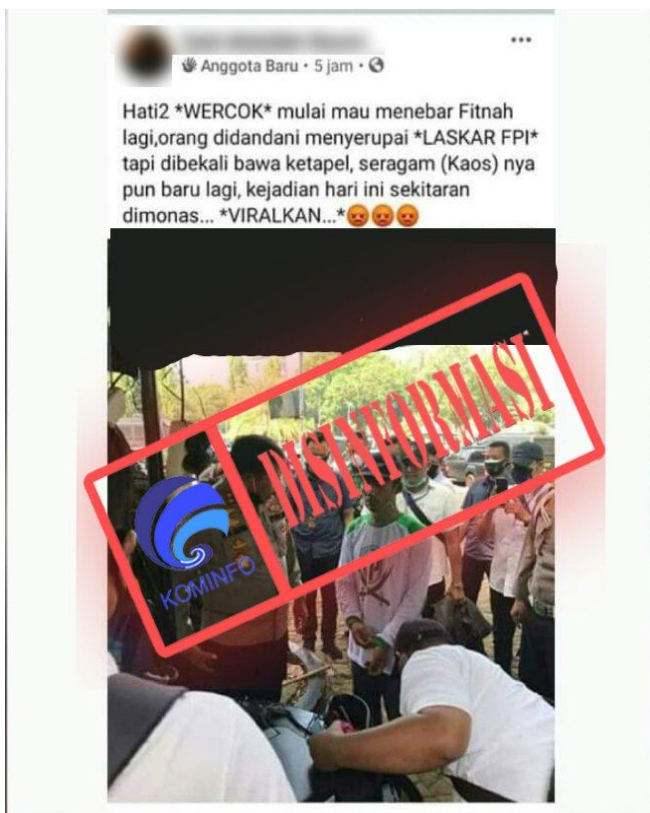 Anggota Baru • 5 jam •
Hati2 *WERCOK* mulai mau menebar Fitnah
lagi,orang didandani menyerupai *LASKAR FPI*
tapi dibekali bawa ketapel, seragam (Kaos) nya
pun baru lagi, kejadian hari ini sekitaran
dimonas... *VIRALKAN...*😡😡😡
DISINFORMASI
KOMINFO